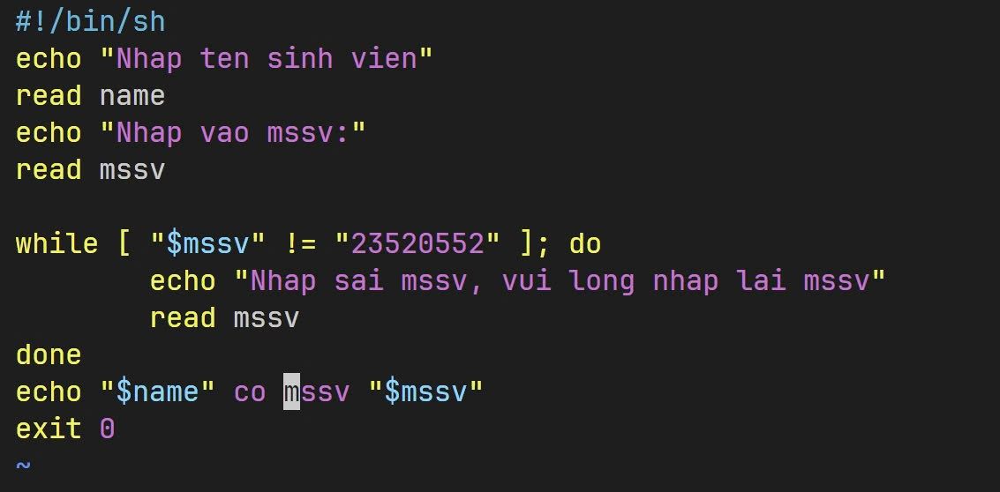 #!/bin/sh
echo "Nhap ten sinh vien"
read name
echo "Nhap vao mssv:"
read mssv

while [ "$mssv" != "23520552" ]; do
        echo "Nhap sai mssv, vui long nhap lai mssv"
        read mssv
done
echo "$name" co mssv "$mssv"
exit 0
~